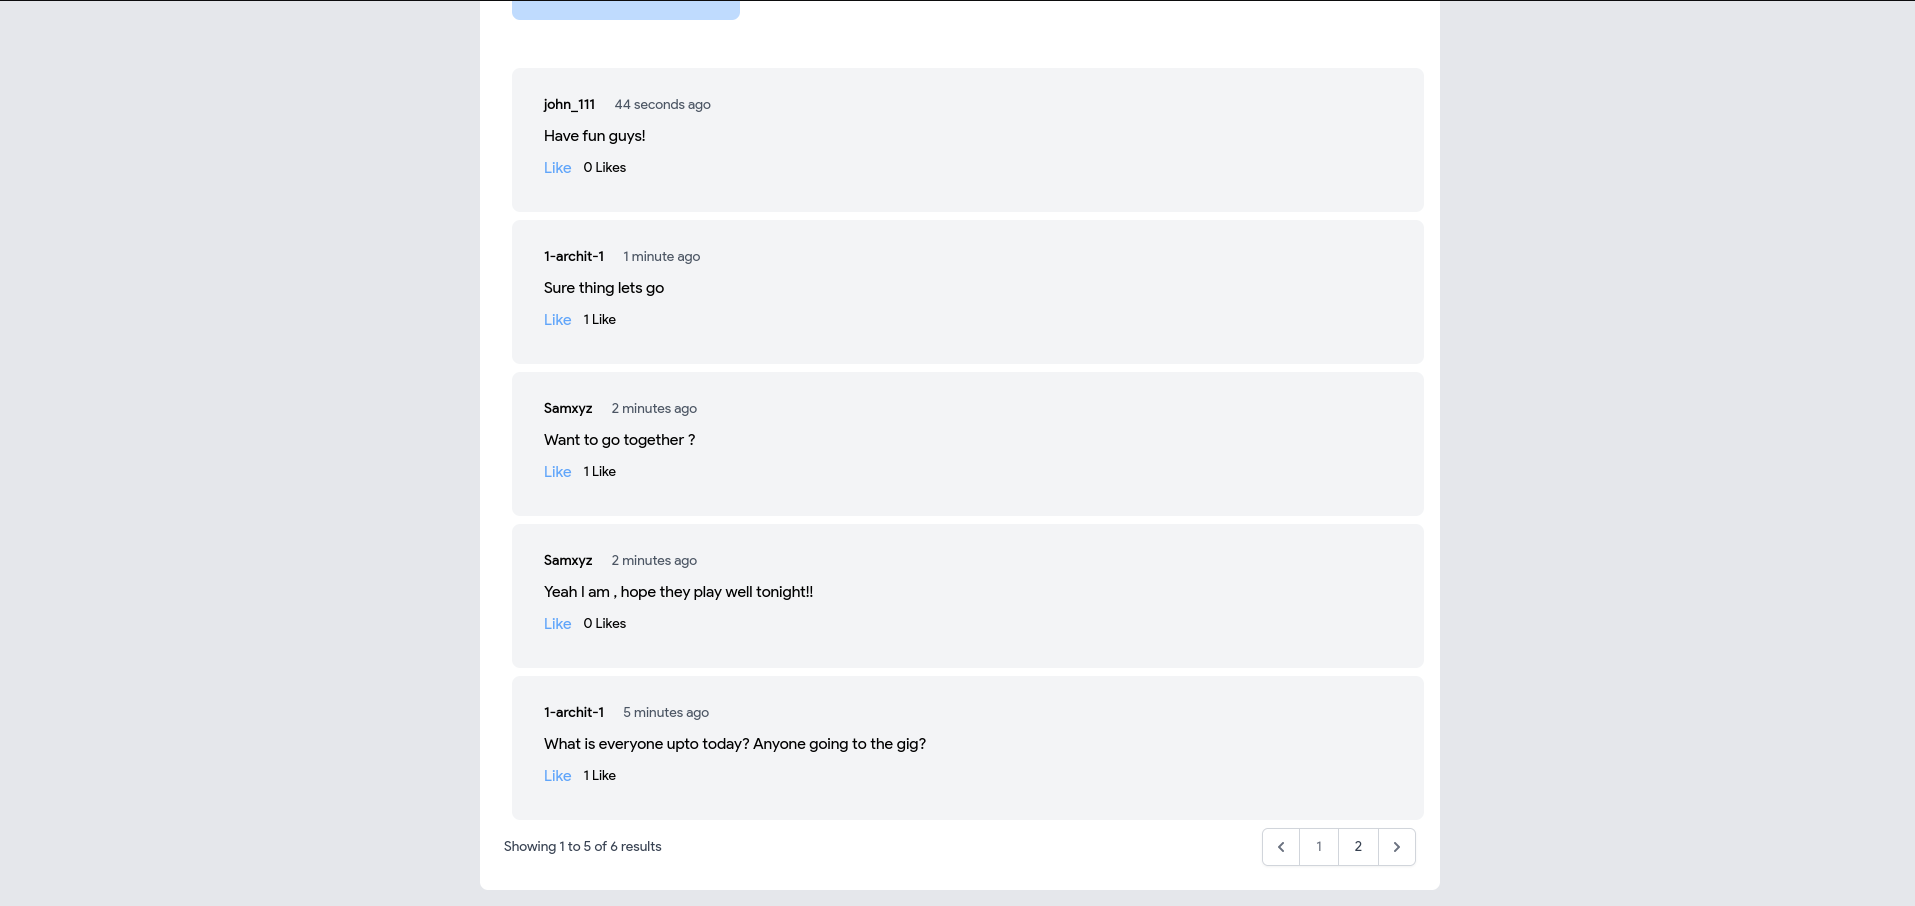 john_111 44 seconds ago
Have fun guys!
Like 0 Likes
1-archit-1 1 minute ago
Sure thing lets go
Like 1 Like
Samxyz 2 minutes ago
Want to go together ?
Like 1 Like
Samxyz 2 minutes ago
Yeah I am , hope they play well tonight!!
Like 0 Likes
1-archit-1 5 minutes ago
What is everyone upto today? Anyone going to the gig?
Like 1 Like
Showing 1 to 5 of 6 results
1 2